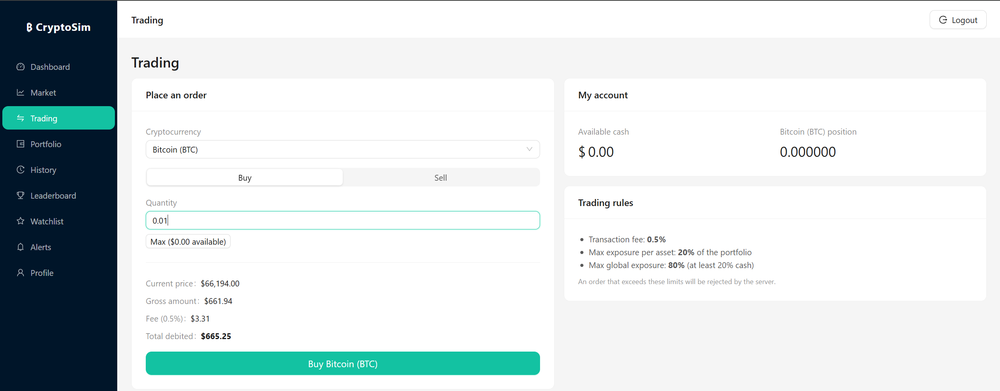 ₿ CryptoSim
Dashboard
Market
Trading
Portfolio
History
Leaderboard
Watchlist
Alerts
Profile
Trading
Logout
Trading
Place an order
Cryptocurrency
Bitcoin (BTC)
Buy
Sell
Quantity
0.01
Max ($0.00 available)
Current price: $66,194.00
Gross amount: $661.94
Fee (0.5%): $3.31
Total debited: $665.25
Buy Bitcoin (BTC)
My account
Available cash
$ 0.00
Bitcoin (BTC) position
0.000000
Trading rules
• Transaction fee: 0.5%
• Max exposure per asset: 20% of the portfolio
• Max global exposure: 80% (at least 20% cash)
An order that exceeds these limits will be rejected by the server.